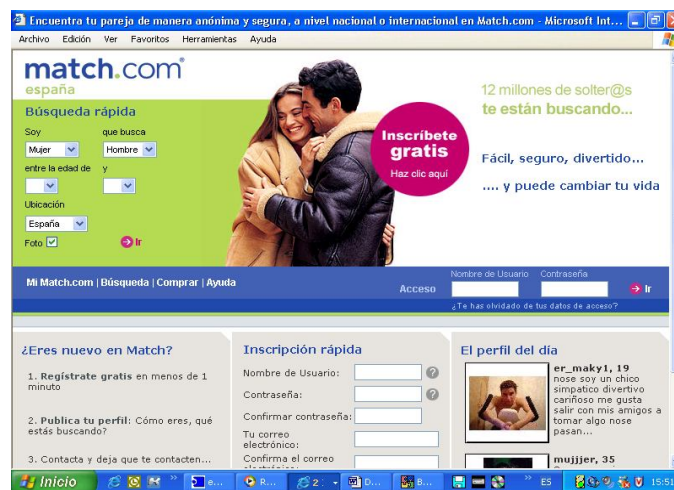 Encuentra tu pareja de manera anónima y segura, a nivel nacional o internacional en Match.com - Microsoft Int...
Archivo Edición Ver Favoritos Herramientas Ayuda
match.com
españa
Búsqueda rápida
Soy que busca
Mujer Hombre
entre la edad de y
Ubicación
España
Foto Ir
Inscríbete
gratis
Haz clic aquí
12 millones de solter@s
te están buscando...
Fácil, seguro, divertido...
.... y puede cambiar tu vida
Mi Match.com | Búsqueda | Comprar | Ayuda
Acceso
Nombre de Usuario Contraseña
Ir
¿Te has olvidado de tus datos de acceso?
¿Eres nuevo en Match?
1. Regístrate gratis en menos de 1
minuto
2. Publica tu perfil: Cómo eres, qué
estás buscando?
3. Contacta y deja que te contacten...
Inscripción rápida
Nombre de Usuario: ?
Contraseña: ?
Confirmar contraseña:
Tu correo
electrónico:
Confirma el correo
El perfil del día
er_maky1, 19
nose soy un chico
simpatico divertivo
cariñoso me gusta
salir con mis amigos a
tomar algo nose
pasan...
mujjjer, 35
Inicio e... R... 2 D... B... ES 15:51